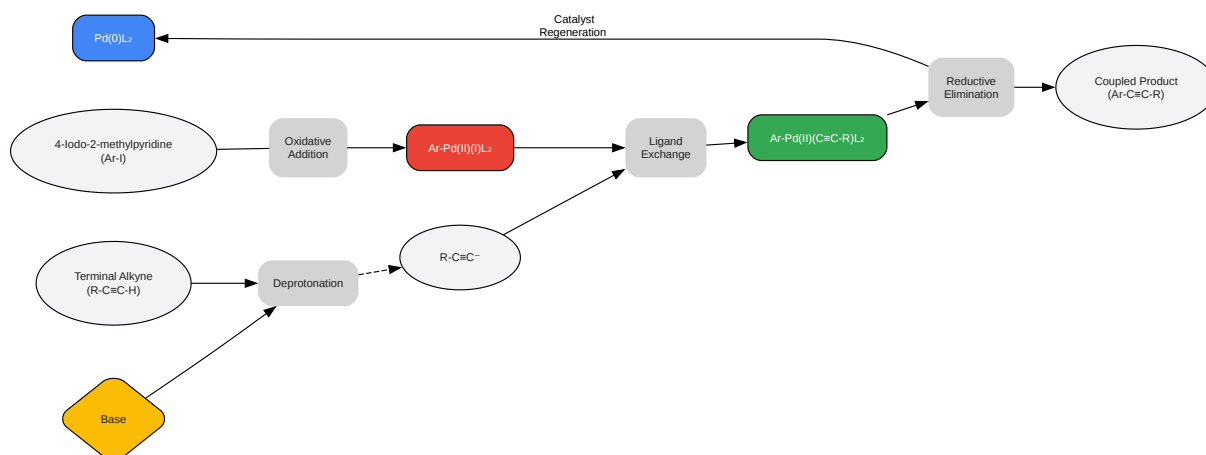 Catalyst
Regeneration
Pd(0)L₂
Reductive
Elimination
Coupled Product
(Ar-C≡C-R)
4-Iodo-2-methylpyridine
(Ar-I)
Oxidative
Addition
Ar-Pd(II)(I)L₂
Ligand
Exchange
Ar-Pd(II)(C≡C-R)L₂
Terminal Alkyne
(R-C≡C-H)
Deprotonation
R-C≡C⁻
Base